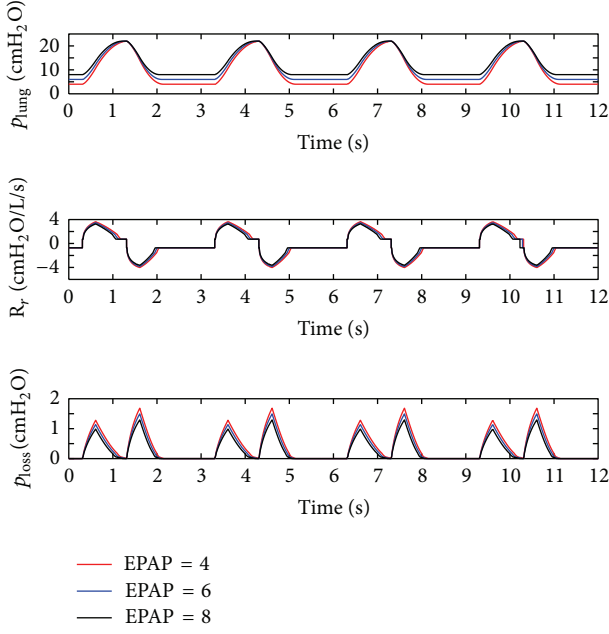 p_lung (cmH₂O)
20
10
0
0 1 2 3 4 5 6 7 8 9 10 11 12
Time (s)
R_r (cmH₂O/L/s)
4
0
−4
0 1 2 3 4 5 6 7 8 9 10 11 12
Time (s)
p_loss (cmH₂O)
2
1
0
0 1 2 3 4 5 6 7 8 9 10 11 12
Time (s)
EPAP = 4
EPAP = 6
EPAP = 8